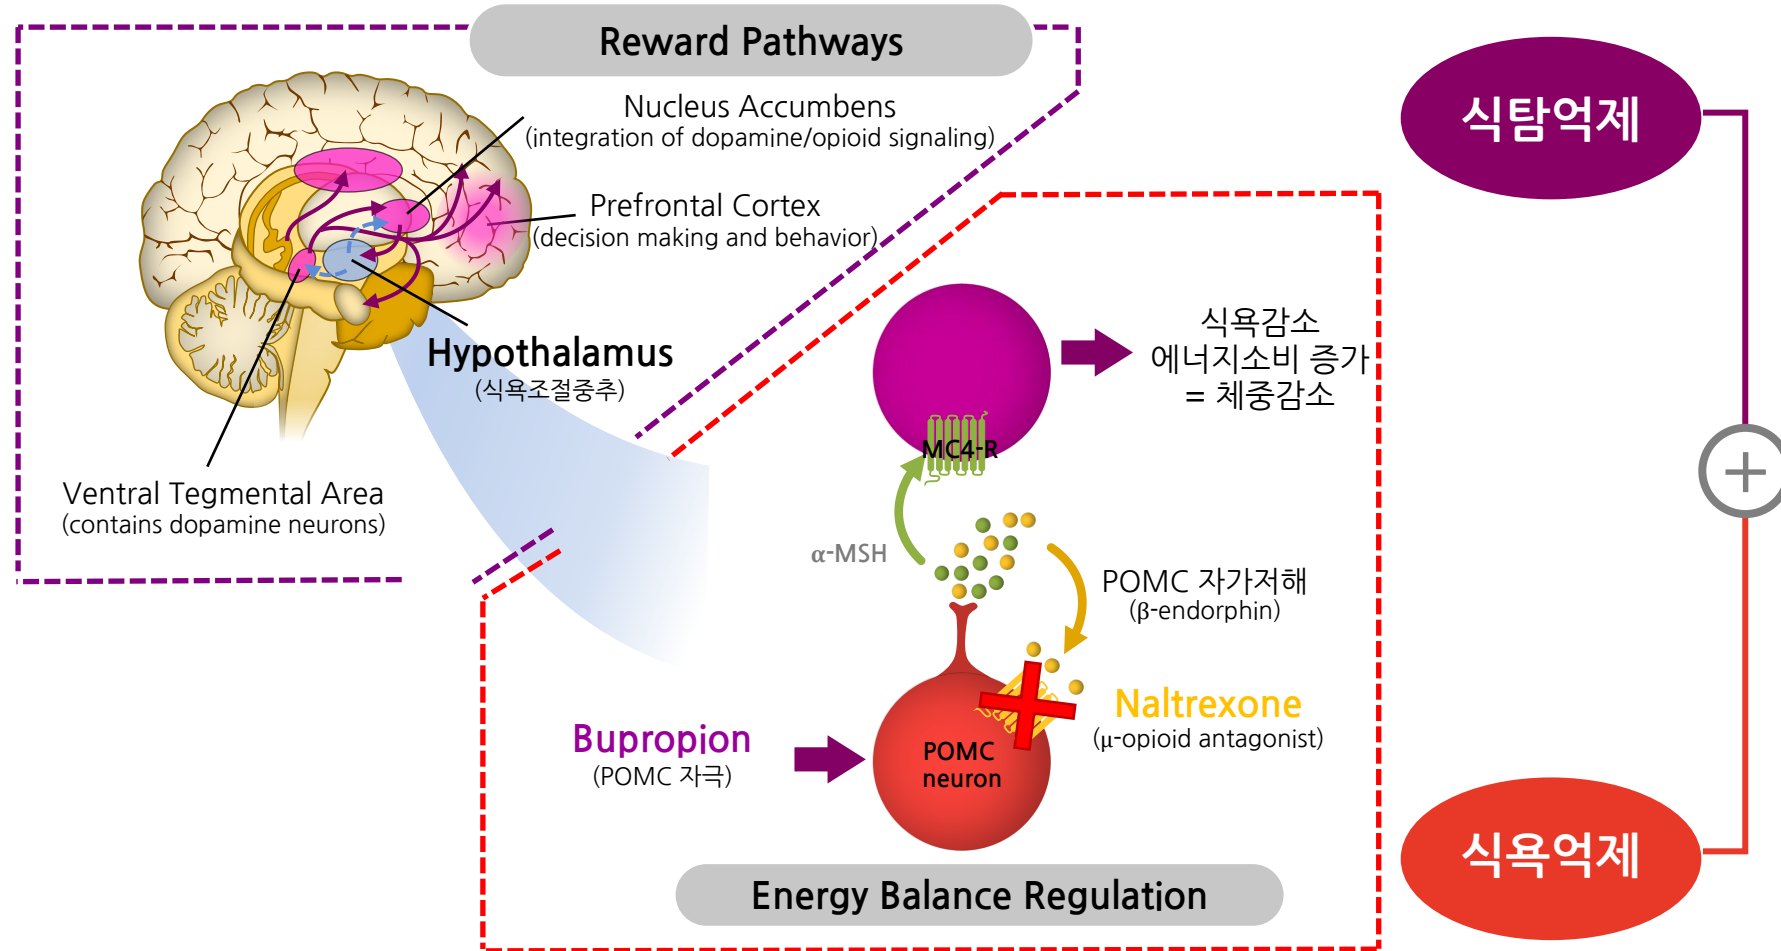 Reward Pathways
Nucleus Accumbens
(integration of dopamine/opioid signaling)
Prefrontal Cortex
(decision making and behavior)
Hypothalamus
(식욕조절중추)
Ventral Tegmental Area
(contains dopamine neurons)
식탐억제
식욕감소
에너지소비 증가
= 체중감소
MC4-R
α-MSH
POMC 자가저해
(β-endorphin)
Naltrexone
(μ-opioid antagonist)
Bupropion
(POMC 자극)
POMC
neuron
Energy Balance Regulation
식욕억제